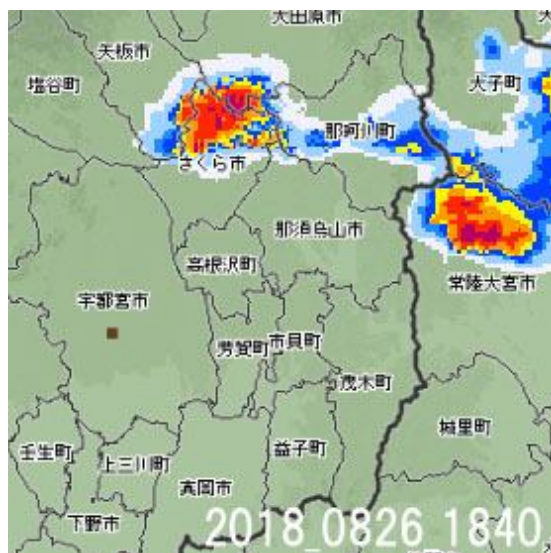 大田原市
矢板市
塩谷町
大子町
那珂川町
さくら市
那須烏山市
高根沢町
常陸大宮市
宇都宮市
芳賀町
市貝町
茂木町
城里町
壬生町
上三川町
益子町
真岡市
下野市
2018_0826_1840